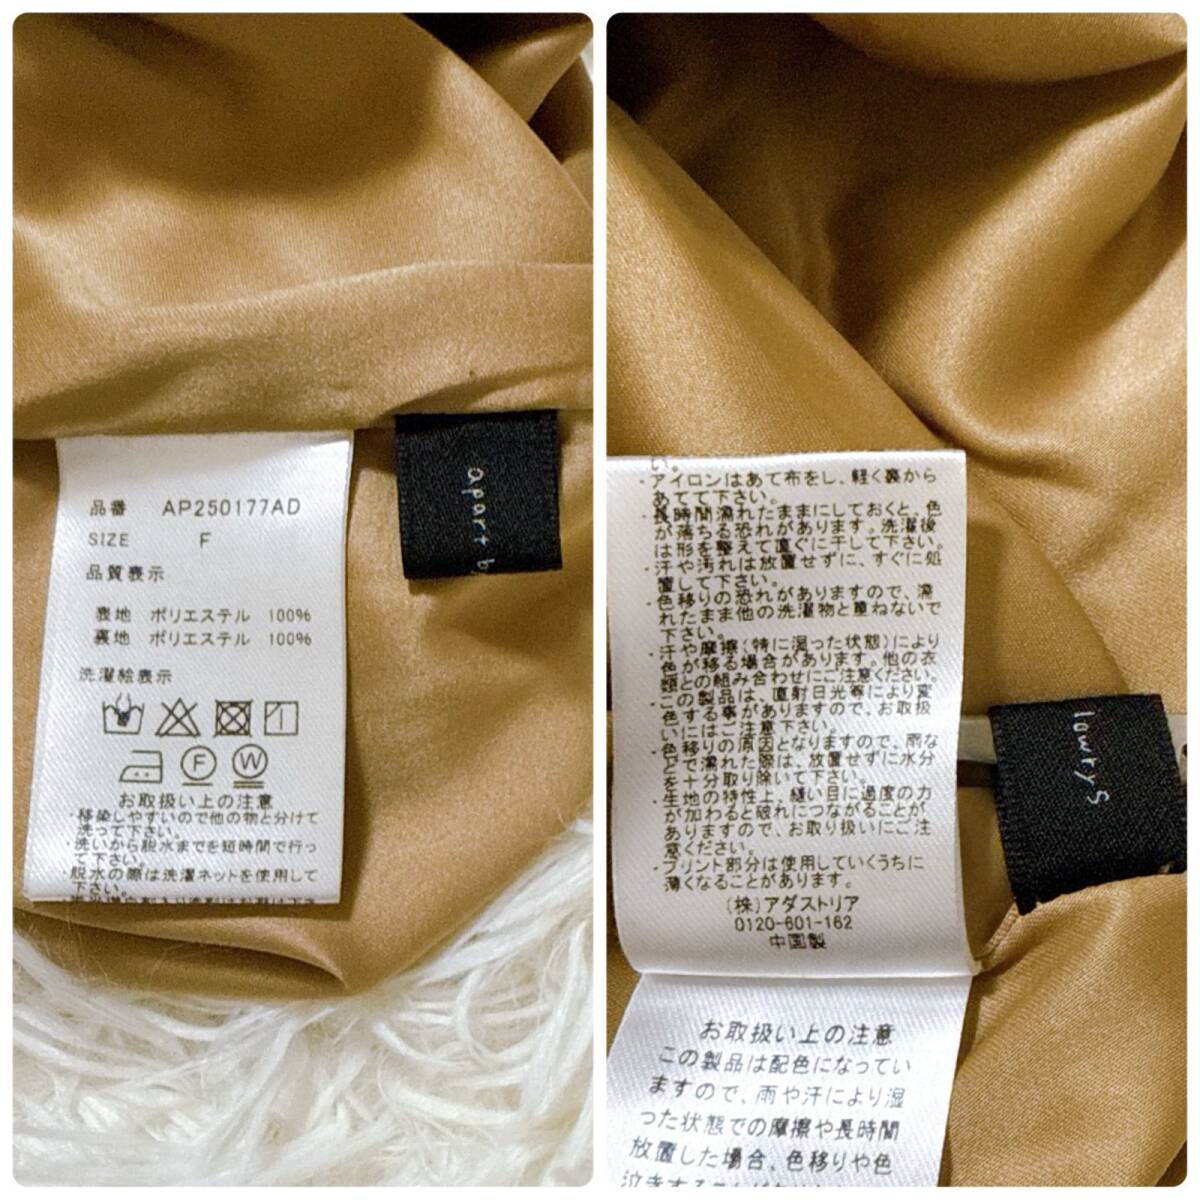 品番 AP250177AD
SIZE F
品質表示
表地 ポリエステル 100%
裏地 ポリエステル 100%
洗濯絵表示
F W
お取扱い上の注意
・移染しやすいので他の物と分けて
洗って下さい。
・洗いから脱水までを短時間で行っ
て下さい。
・脱水の際は洗濯ネットを使用して
下さい。
apart b
い。
・アイロンはあて布をし、軽く裏から
あてて下さい。
・長時間濡れたままにしておくと、色
が落ちる恐れがあります。洗濯後
は形を整えて直ぐに干して下さい。
・汗や汚れは放置せずに、すぐに処
置して下さい。
・色移りの恐れがありますので、濡
れたまま他の洗濯物と重ねないで
下さい。
・汗や摩擦(特に湿った状態)により
色が移る場合があります。他の衣
類との組み合わせにご注意ください。
・この製品は、直射日光等により変
色する事がありますので、お取扱
いにはご注意下さい。
・色移りの原因となりますので、雨な
どで濡れた際は、放置せずに水分
を十分取り除いて下さい。
・生地の特性上、縫い目に過度の力
が加わると破れにつながることが
ありますので、お取り扱いにご注
意ください。
・プリント部分は使用していくうちに
薄くなることがあります。
(株)アダストリア
0120-601-162
中国製
lowrys
お取扱い上の注意
この製品は配色になってい
ますので、雨や汗により湿
った状態での摩擦や長時間
放置した場合、色移りや色
泣きすることがあり